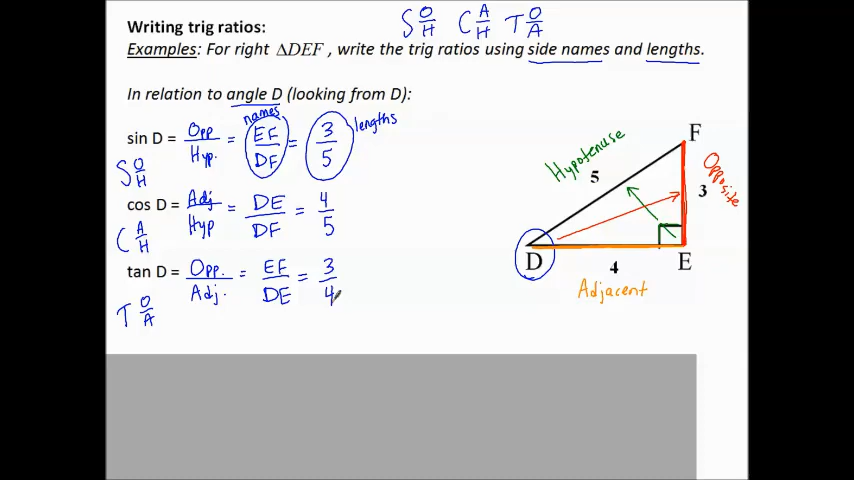 Writing trig ratios:
S O/H C A/H T O/A
Examples: For right ΔDEF, write the trig ratios using side names and lengths.
In relation to angle D (looking from D):
names
lengths
sin D = Opp/Hyp. = EF/DF = 3/5
S O/H
cos D = Adj/Hyp = DE/DF = 4/5
C A/H
tan D = Opp./Adj. = EF/DE = 3/4
T O/A
F
Hypotenuse
5
Opposite
3
D
4
E
Adjacent